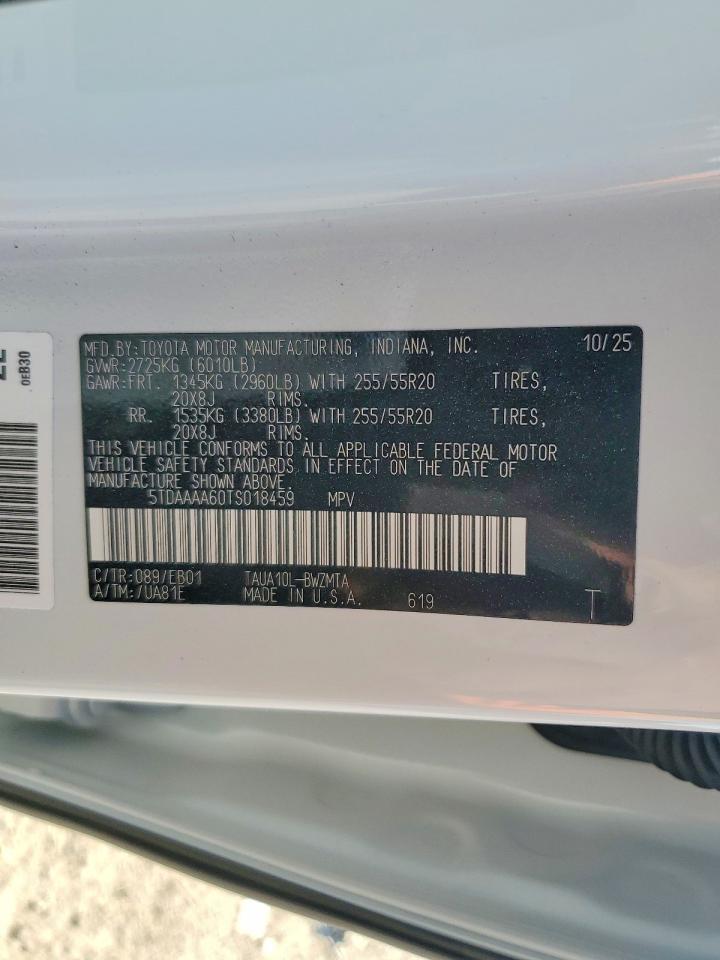 MFD.BY:TOYOTA MOTOR MANUFACTURING, INDIANA, INC. 10/25
GVWR:2725KG (6010LB)
GAWR:FRT. 1345KG (2960LB) WITH 255/55R20 TIRES,
20X8J RIMS.
RR. 1535KG (3380LB) WITH 255/55R20 TIRES,
20X8J RIMS.
THIS VEHICLE CONFORMS TO ALL APPLICABLE FEDERAL MOTOR
VEHICLE SAFETY STANDARDS IN EFFECT ON THE DATE OF
MANUFACTURE SHOWN ABOVE.
5TDAAAA60TS018459 MPV
C/TR:089/EB01 TAUA10L-BWZMTA
A/TM:/UA81E MADE IN U.S.A. 619 T
0EB30